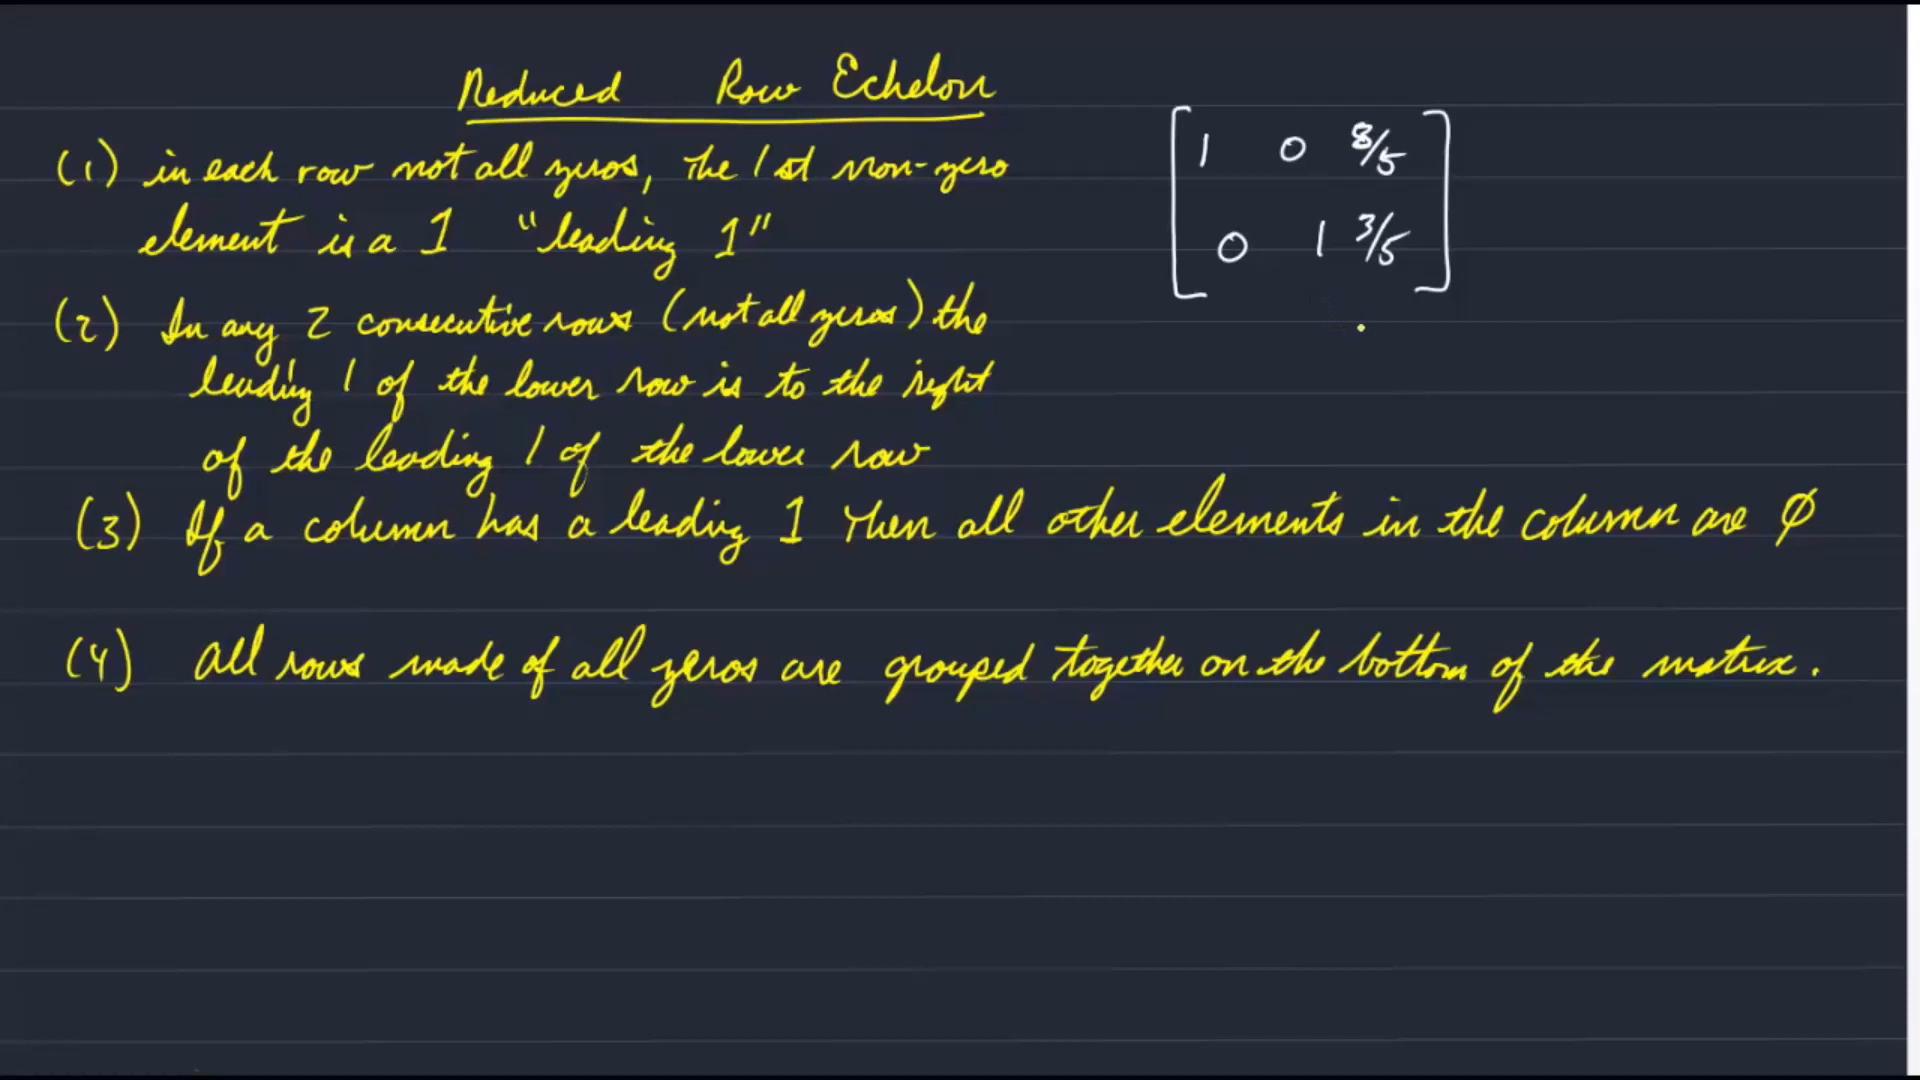 Reduced Row Echelon
(1) in each row not all zeros, the 1st non-zero
element is a 1 "leading 1"
(2) In any 2 consecutive rows (not all zeros) the
leading 1 of the lower row is to the right
of the leading 1 of the lower row
(3) If a column has a leading 1 then all other elements in the column are Ø
(4) All rows made of all zeros are grouped together on the bottom of the matrix.
1 0 8/5
0 1 3/5